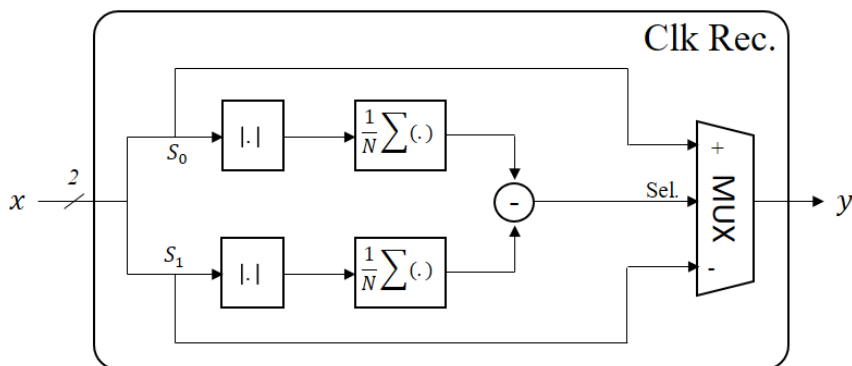 Clk Rec.
|.|
1/N ∑(.)
S₀
+
2
x
-
Sel.
MUX
y
S₁
-
|.|
1/N ∑(.)